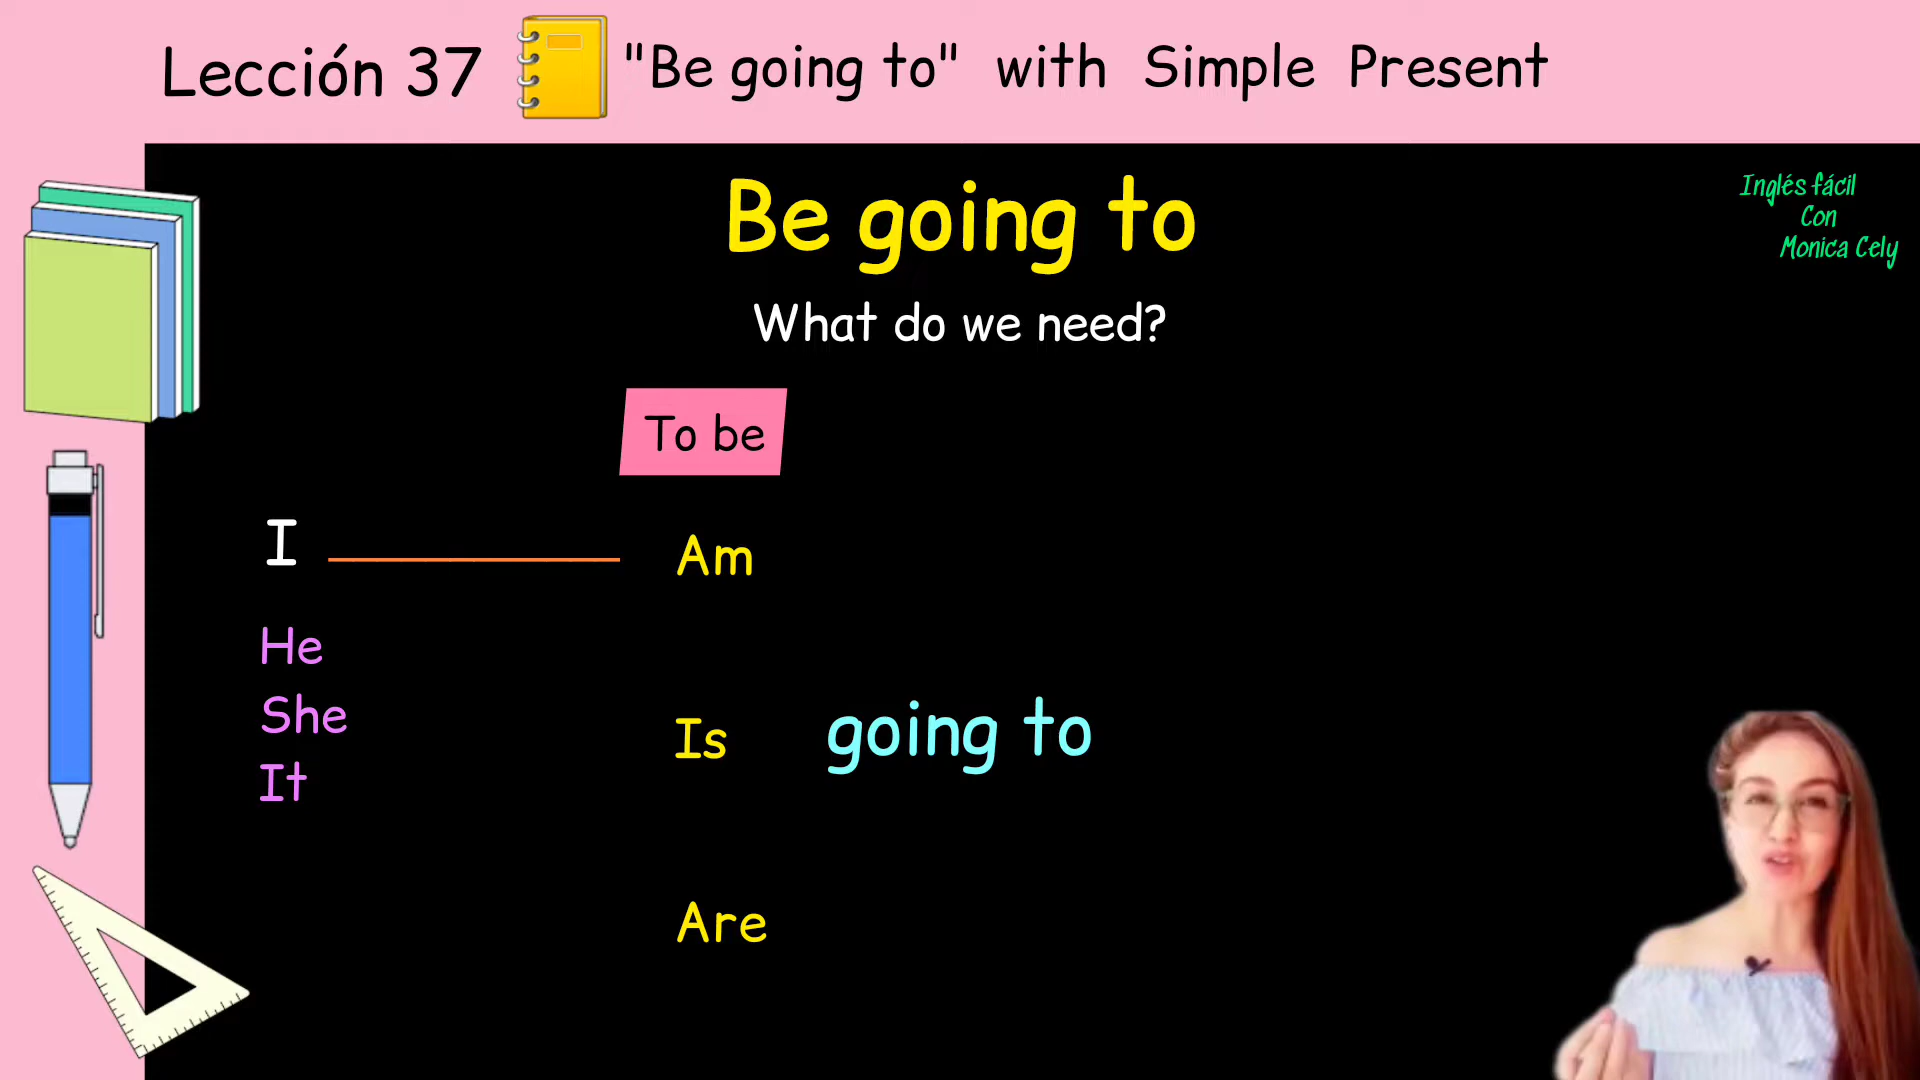 Lección 37 "Be going to" with Simple Present
Inglés fácil
Con
Monica Cely
Be going to
What do we need?
To be
I Am
He
She
It
Is going to
Are